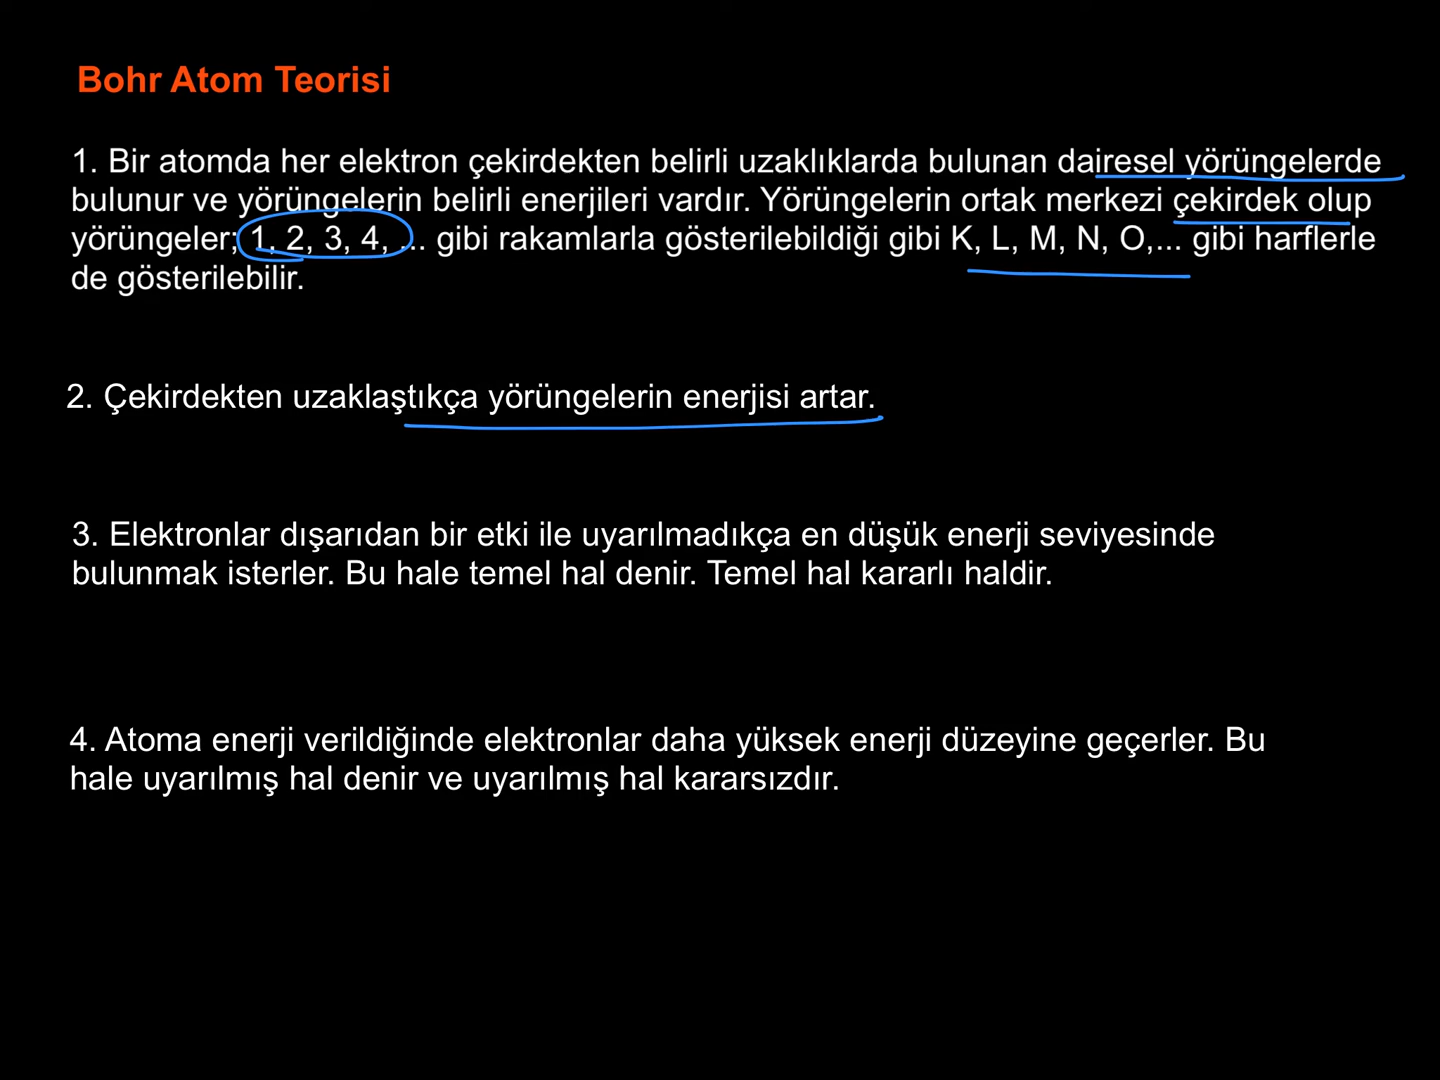 Bohr Atom Teorisi
1. Bir atomda her elektron çekirdekten belirli uzaklıklarda bulunan dairesel yörüngelerde
bulunur ve yörüngelerin belirli enerjileri vardır. Yörüngelerin ortak merkezi çekirdek olup
yörüngeler; 1, 2, 3, 4, ... gibi rakamlarla gösterilebildiği gibi K, L, M, N, O,... gibi harflerle
de gösterilebilir.
2. Çekirdekten uzaklaştıkça yörüngelerin enerjisi artar.
3. Elektronlar dışarıdan bir etki ile uyarılmadıkça en düşük enerji seviyesinde
bulunmak isterler. Bu hale temel hal denir. Temel hal kararlı haldir.
4. Atoma enerji verildiğinde elektronlar daha yüksek enerji düzeyine geçerler. Bu
hale uyarılmış hal denir ve uyarılmış hal kararsızdır.